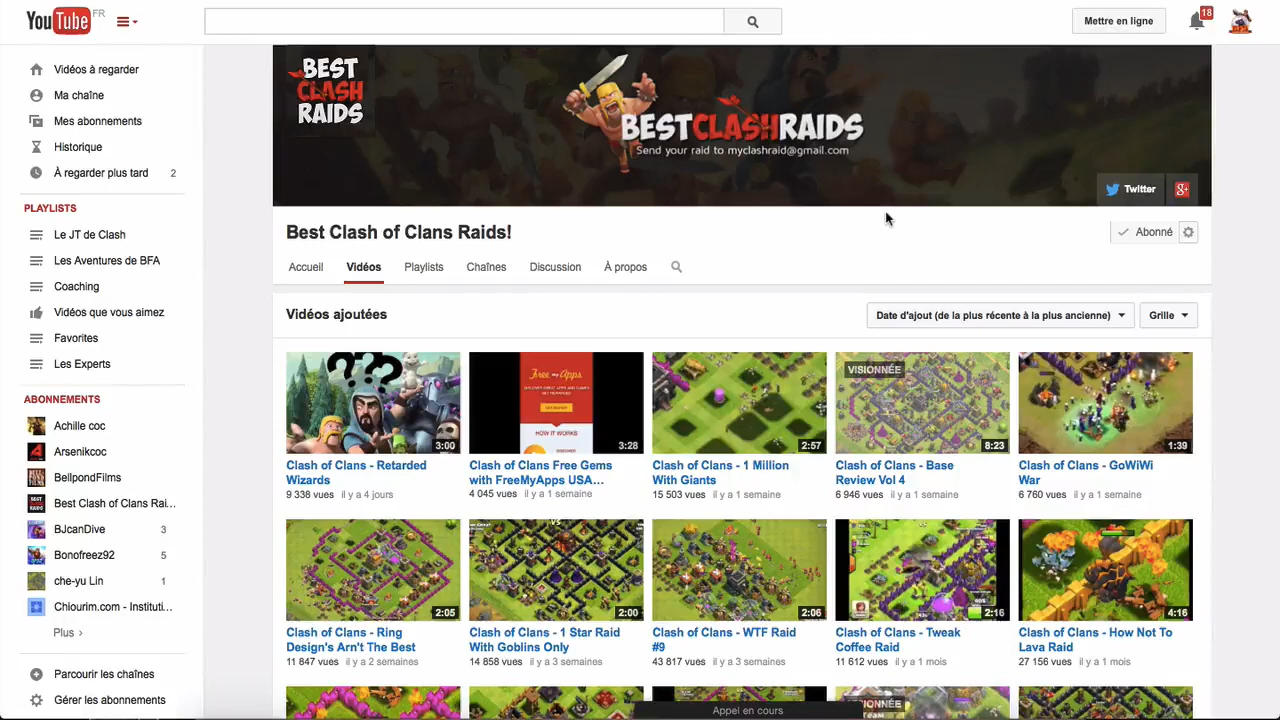 YouTube FR
Mettre en ligne
18
Vidéos à regarder
Ma chaîne
Mes abonnements
Historique
À regarder plus tard 2
PLAYLISTS
Le JT de Clash
Les Aventures de BFA
Coaching
Vidéos que vous aimez
Favorites
Les Experts
ABONNEMENTS
Achille coc
Arsenikcoc
BellpondFilms
Best Clash of Clans Rai...
BJcanDive 3
Bonofreez92 5
che-yu Lin 1
Chiourim.com - Instituti...
Plus ›
Parcourir les chaînes
Gérer les abonnements
BEST
CLASH
RAIDS
BESTCLASHRAIDS
Send your raid to myclashraid@gmail.com
Twitter
g+
Best Clash of Clans Raids!
Abonné
Accueil Vidéos Playlists Chaînes Discussion À propos
Vidéos ajoutées
Date d'ajout (de la plus récente à la plus ancienne)
Grille
???
3:00
Clash of Clans - Retarded
Wizards
9 338 vues il y a 4 jours
Free my Apps
GET STARTED
HOW IT WORKS
3:28
Clash of Clans Free Gems
with FreeMyApps USA...
4 045 vues il y a 1 semaine
2:57
Clash of Clans - 1 Million
With Giants
15 503 vues il y a 1 semaine
VISIONNÉE
8:23
Clash of Clans - Base
Review Vol 4
6 946 vues il y a 1 semaine
1:39
Clash of Clans - GoWiWi
War
6 760 vues il y a 1 semaine
2:05
Clash of Clans - Ring
Design's Arn't The Best
11 847 vues il y a 2 semaines
2:00
Clash of Clans - 1 Star Raid
With Goblins Only
14 858 vues il y a 3 semaines
2:06
Clash of Clans - WTF Raid
#9
43 817 vues il y a 3 semaines
2:16
Clash of Clans - Tweak
Coffee Raid
11 612 vues il y a 1 mois
4:16
Clash of Clans - How Not To
Lava Raid
27 156 vues il y a 1 mois
VISIONNÉE
Appel en cours